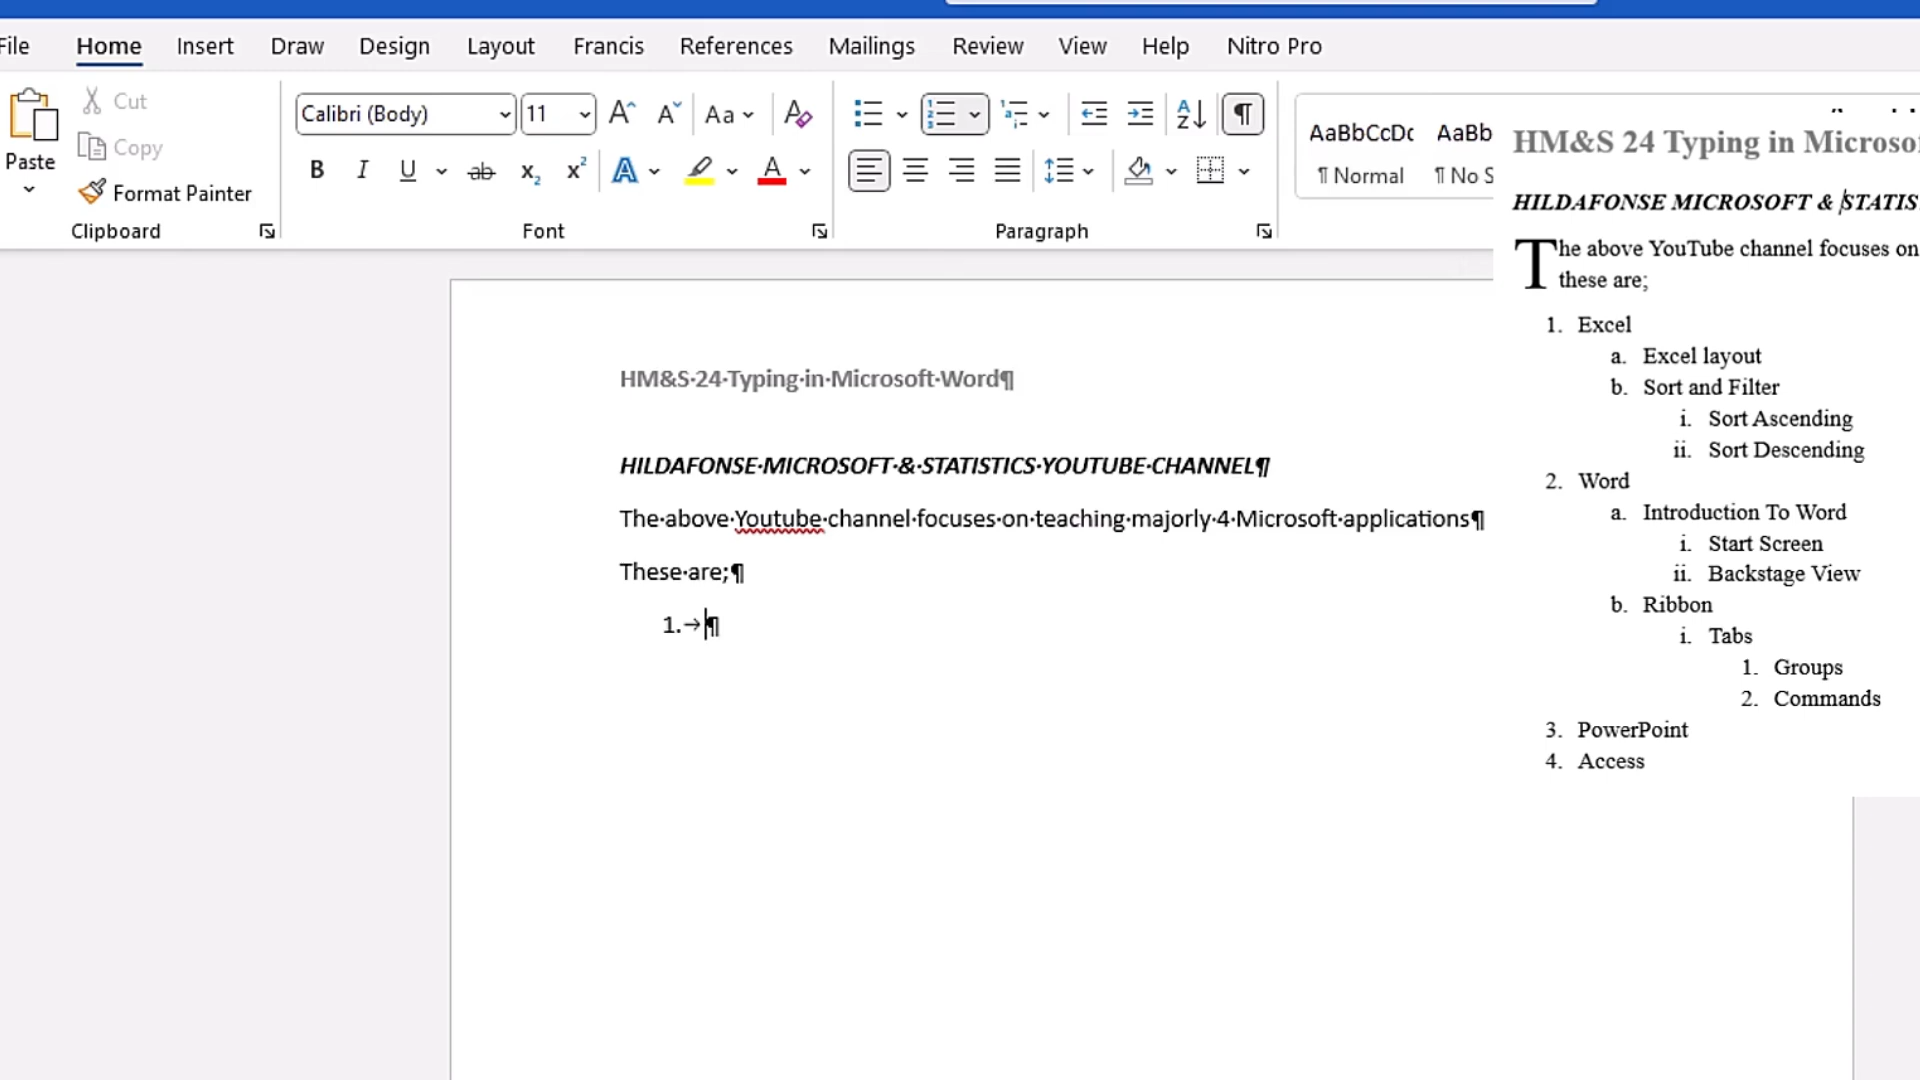 File Home Insert Draw Design Layout Francis References Mailings Review View Help Nitro Pro
Paste
Cut
Copy
Format Painter
Clipboard
Calibri (Body) 11
Font
Paragraph
AaBbCcDc AaBb
¶ Normal ¶ No S
HM&S·24·Typing·in·Microsoft·Word¶
HILDAFONSE·MICROSOFT·&·STATISTICS·YOUTUBE·CHANNEL¶
The·above·Youtube·channel·focuses·on·teaching·majorly·4·Microsoft·applications¶
These·are;¶
1.→¶
HM&S 24 Typing in Microso
HILDAFONSE MICROSOFT & STATIS
The above YouTube channel focuses on
these are;
1. Excel
a. Excel layout
b. Sort and Filter
i. Sort Ascending
ii. Sort Descending
2. Word
a. Introduction To Word
i. Start Screen
ii. Backstage View
b. Ribbon
i. Tabs
1. Groups
2. Commands
3. PowerPoint
4. Access